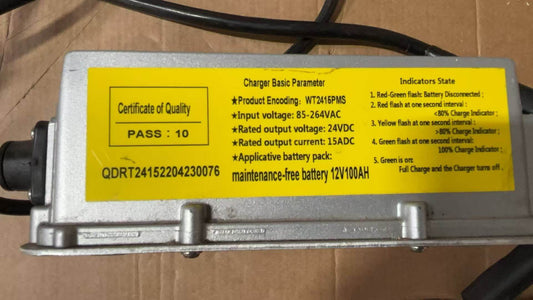 Certificate of Quality
PASS : 10
QDRT24152204230076
Charger Basic Parameter
★Product Encoding: WT2415PMS
★Input voltage: 85-264VAC
★Rated output voltage: 24VDC
★Rated output current: 15ADC
★Applicative battery pack:
maintenance-free battery 12V100AH
Indicators State
1. Red-Green flash: Battery Disconnected ;
2. Red flash at one second interval :
<80% Charge Indicator ;
3. Yellow flash at one second interval :
>80% Charge Indicator ;
4. Green flash at one second interval :
100% Charge Indicator ;
5. Green is on:
Full Charge and the Charger turns off .